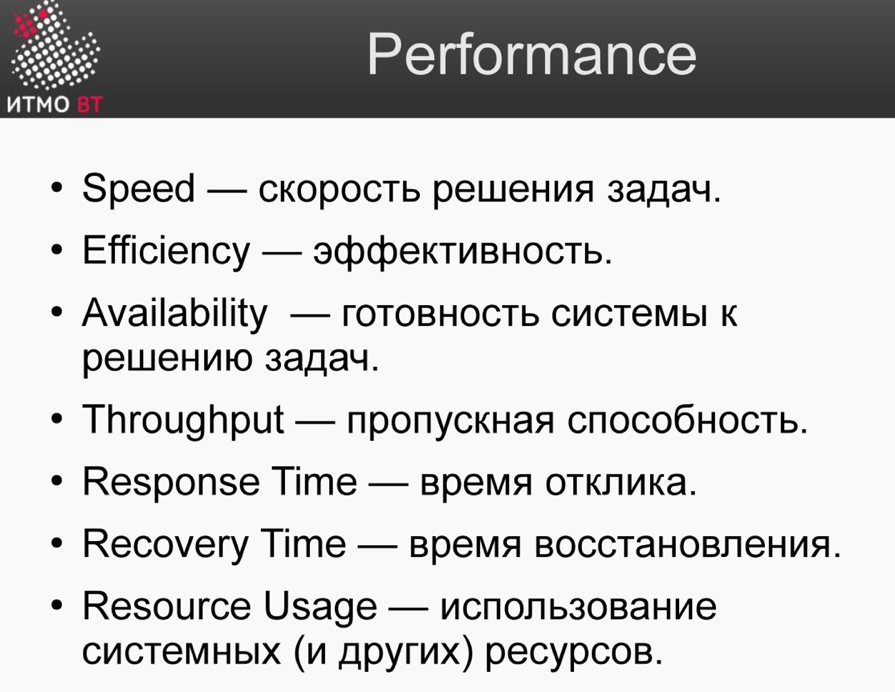 ИТМО ВТ
Performance
• Speed — скорость решения задач.
• Efficiency — эффективность.
• Availability — готовность системы к
решению задач.
• Throughput — пропускная способность.
• Response Time — время отклика.
• Recovery Time — время восстановления.
• Resource Usage — использование
системных (и других) ресурсов.